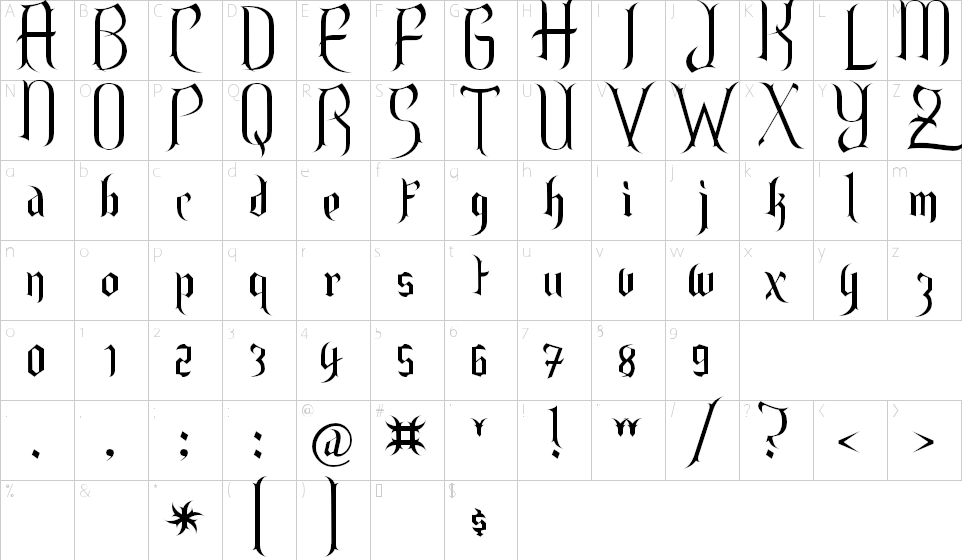 A B C D E F G H I J K L M
A B C D E F G H I J K L M
N O P Q R S T U V W X Y Z
N O P Q R S T U V W X Y Z
a b c d e f g h i j k l m
a b c d e f g h i j k l m
n o p q r s t u v w x y z
n o p q r s t u v w x y z
0 1 2 3 4 5 6 7 8 9
0 1 2 3 4 5 6 7 8 9
. , ; : @ # ' ! " / ? < >
. , ; : @ # ' ! " / ? < >
% & * ( ) $
* ( ) $